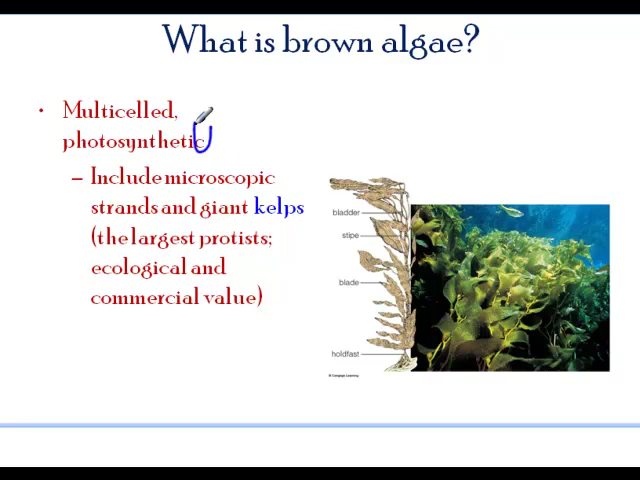 What is brown algae?
• Multicelled,
photosynthetic
– Include microscopic
strands and giant kelps
(the largest protists;
ecological and
commercial value)
bladder
stipe
blade
holdfast
© Cengage Learning